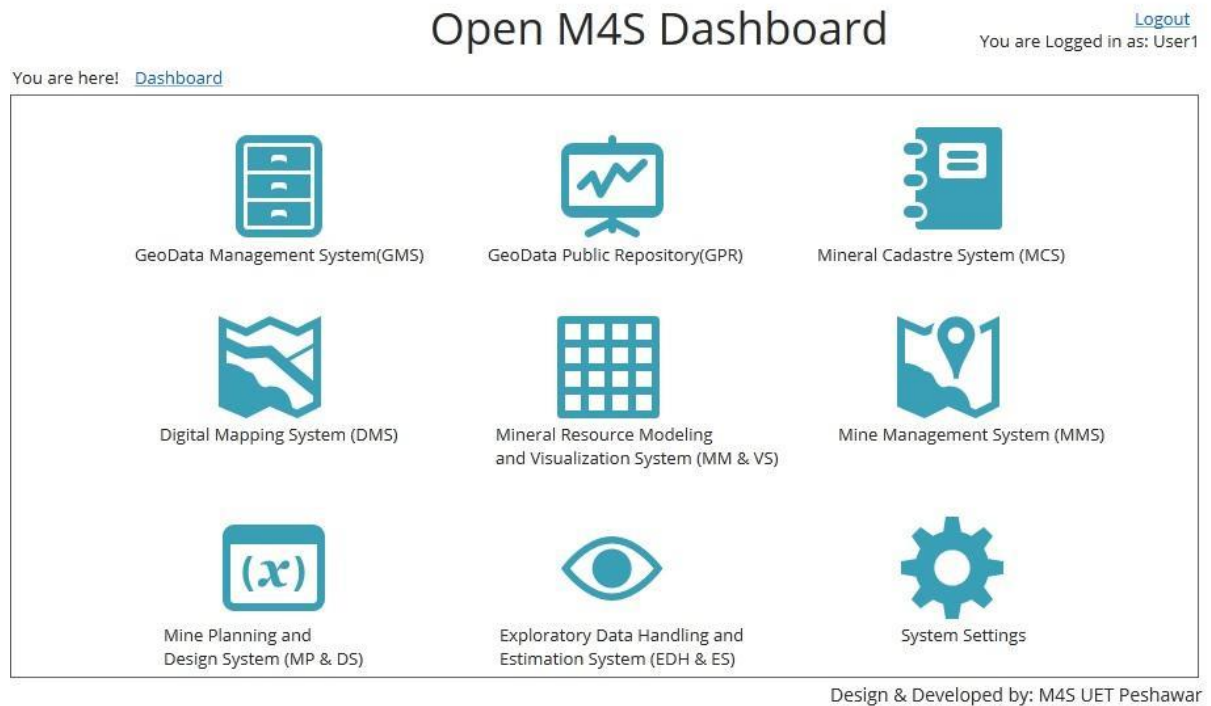 Open M4S Dashboard
Logout
You are Logged in as: User1
You are here! Dashboard
GeoData Management System(GMS)
GeoData Public Repository(GPR)
Mineral Cadastre System (MCS)
Digital Mapping System (DMS)
Mineral Resource Modeling
and Visualization System (MM & VS)
Mine Management System (MMS)
(x)
Mine Planning and
Design System (MP & DS)
Exploratory Data Handling and
Estimation System (EDH & ES)
System Settings
Design & Developed by: M4S UET Peshawar